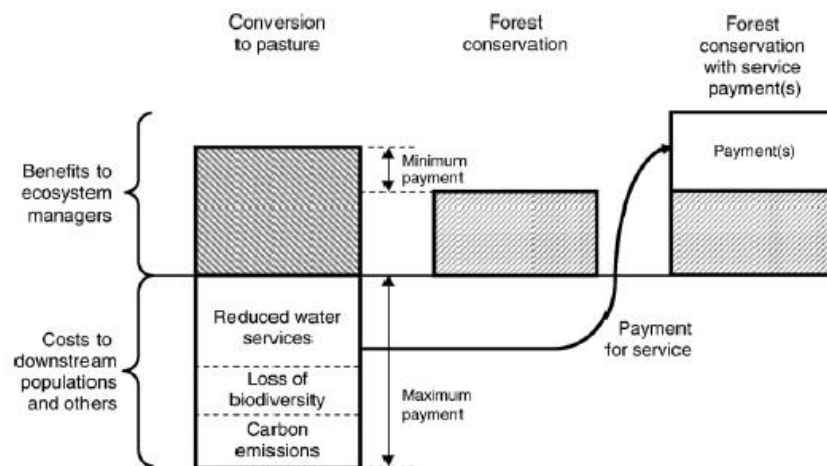 Conversion
to pasture
Forest
conservation
Forest
conservation
with service
payment(s)
Benefits to
ecosystem
managers
Minimum
payment
Payment(s)
Costs to
downstream
populations
and others
Reduced water
services
Loss of
biodiversity
Carbon
emissions
Maximum
payment
Payment
for service